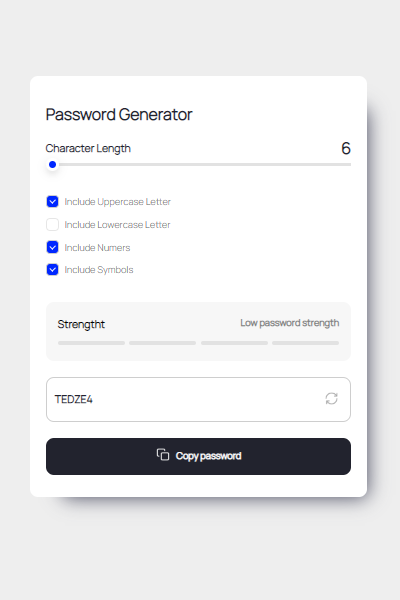 Password Generator
Character Length 6
Include Uppercase Letter
Include Lowercase Letter
Include Numers
Include Symbols
Strenght Low password strength
TEDZE4
Copy password